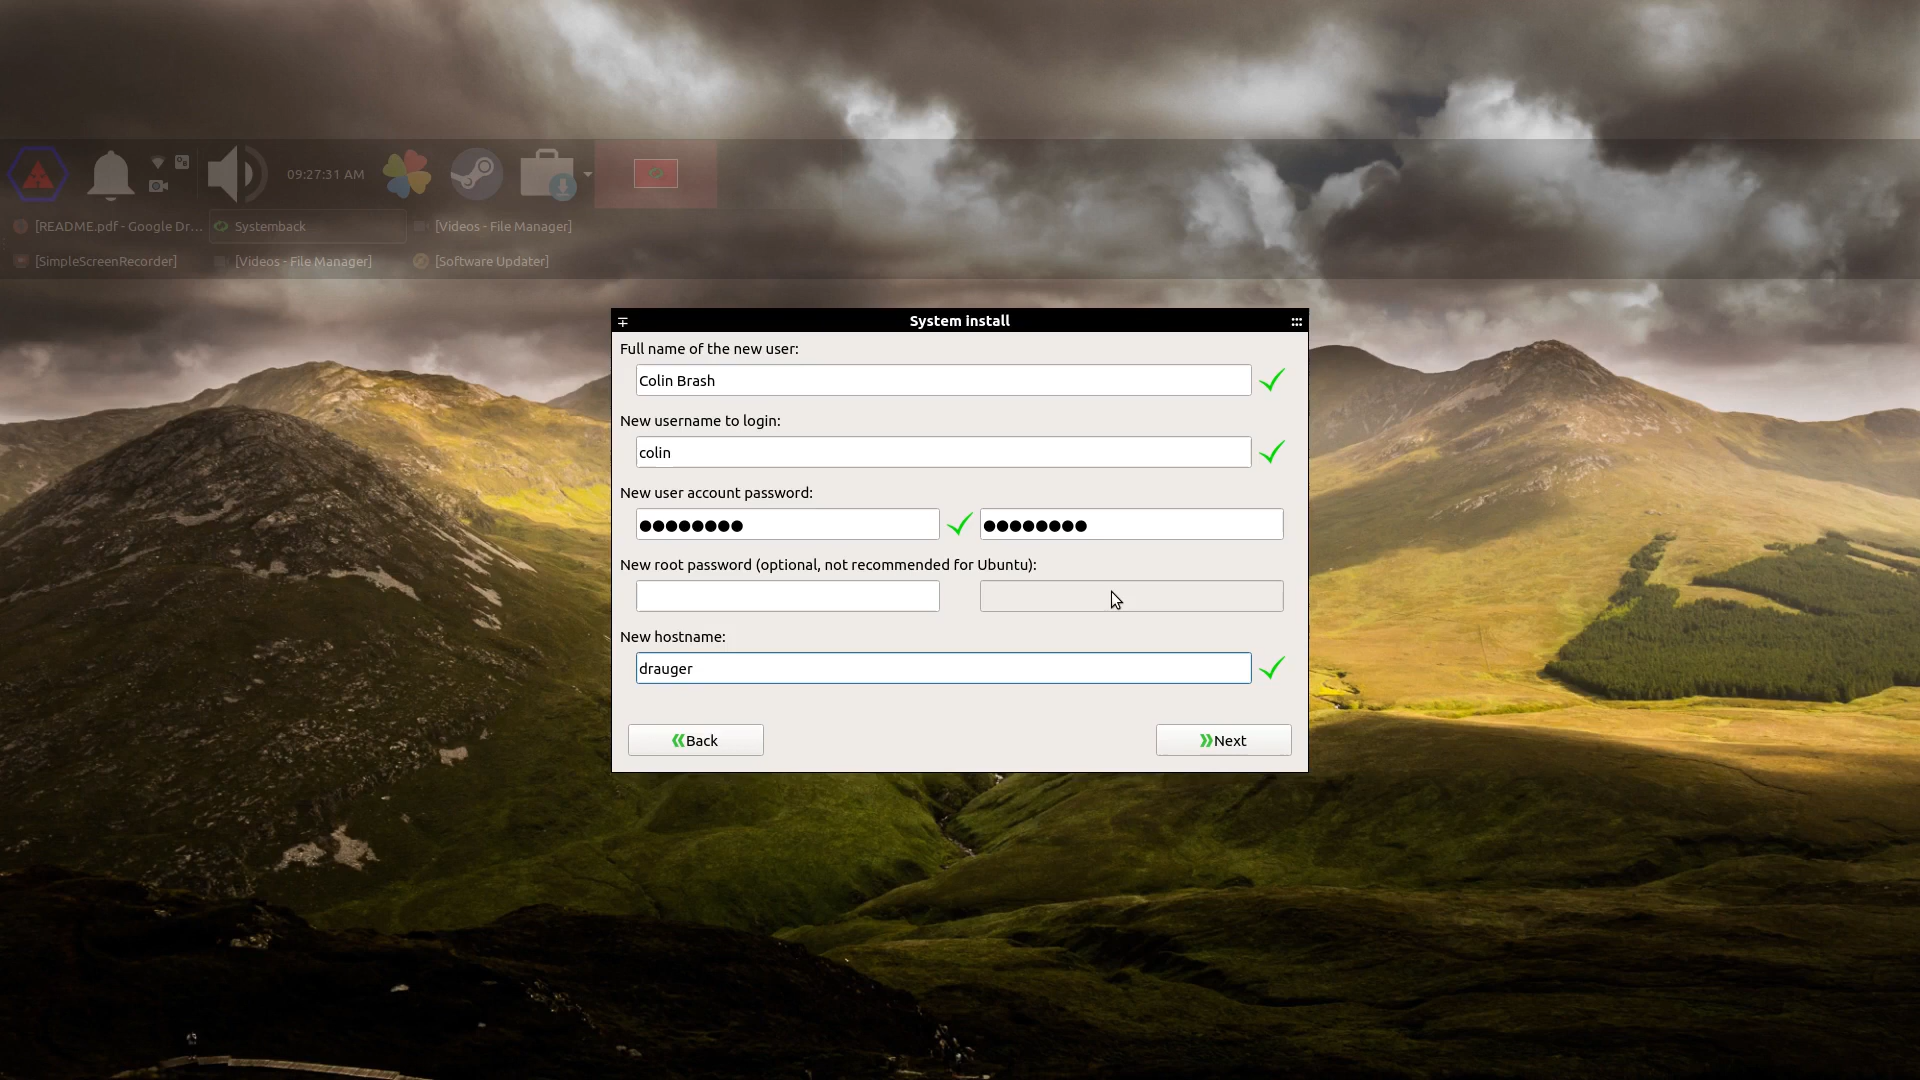 09:27:31 AM
[README.pdf - Google Dr... Systemback [Videos - File Manager]
[SimpleScreenRecorder] [Videos - File Manager] [Software Updater]
System install
Full name of the new user:
Colin Brash
New username to login:
colin
New user account password:
●●●●●●●● ●●●●●●●●
New root password (optional, not recommended for Ubuntu):
New hostname:
drauger
Back Next